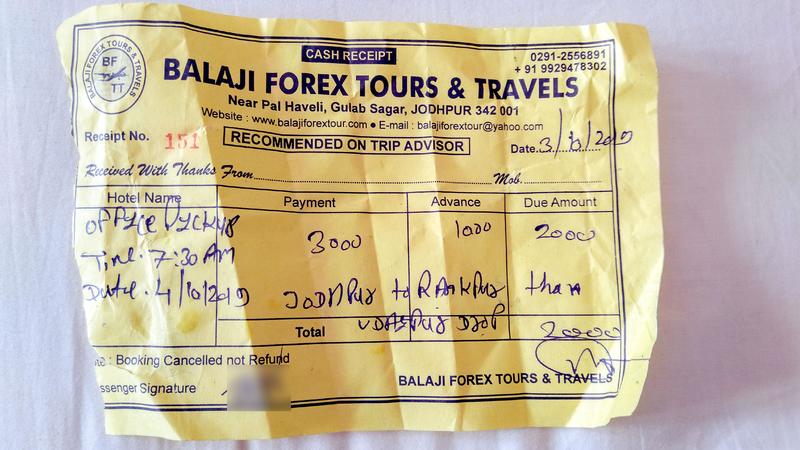 CASH RECEIPT
0291-2556891
+ 91 9929478302
BALAJI FOREX TOURS & TRAVELS
BF
TT
BALAJI FOREX TOURS & TRAVELS
Near Pal Haveli, Gulab Sagar, JODHPUR 342 001
Website : www.balajiforextour.com ● E-mail : balajiforextour@yahoo.com
Receipt No. 151
RECOMMENDED ON TRIP ADVISOR
Date. 3/10/2019
Received With Thanks From Mob.
Hotel Name Payment Advance Due Amount
OFFICE PICKUP 3000 1000 2000
Time: 7:30 AM
Date. 4/10/2019 JODHPUR to RANKPUR than
UDAIPUR DROP
Total 2000
: Booking Cancelled not Refund
ssenger Signature
BALAJI FOREX TOURS & TRAVELS